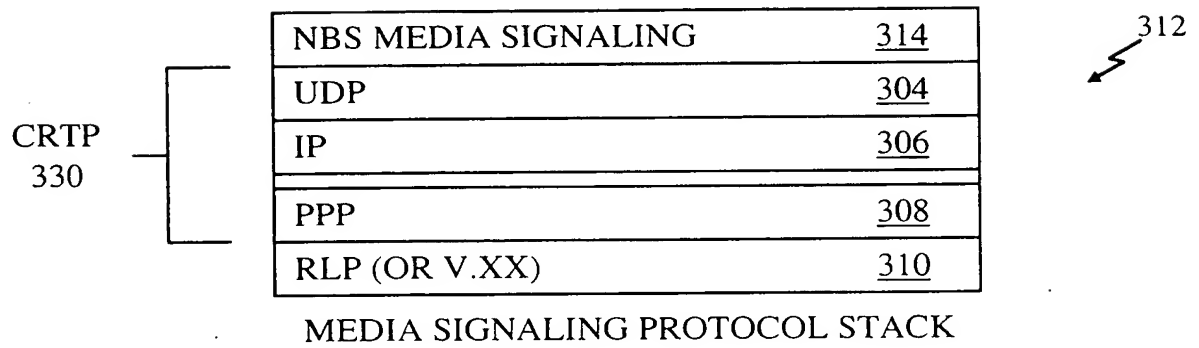 NBS MEDIA SIGNALING 314
312
UDP 304
CRTP
330
IP 306
PPP 308
RLP (OR V.XX) 310
MEDIA SIGNALING PROTOCOL STACK